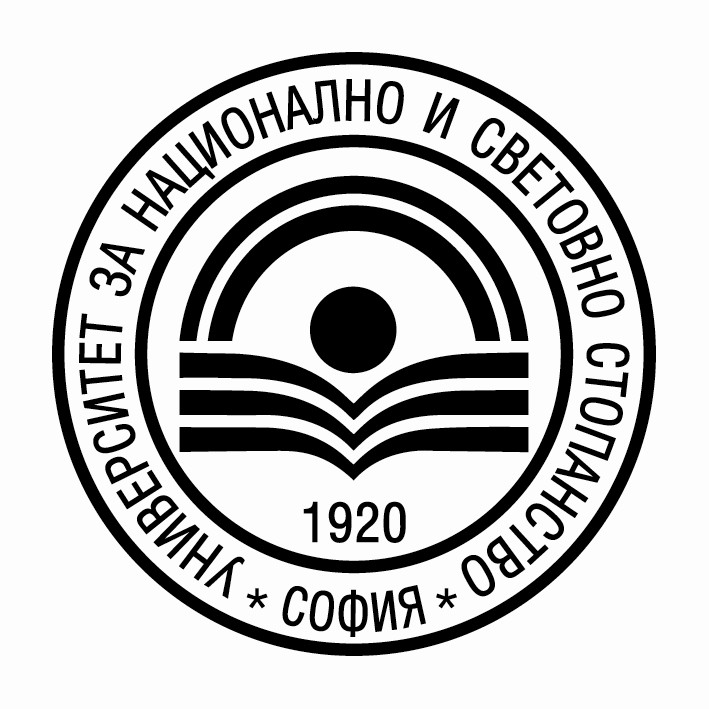 УНИВЕРСИТЕТ ЗА НАЦИОНАЛНО И СВЕТОВНО СТОПАНСТВО
* СОФИЯ *
1920